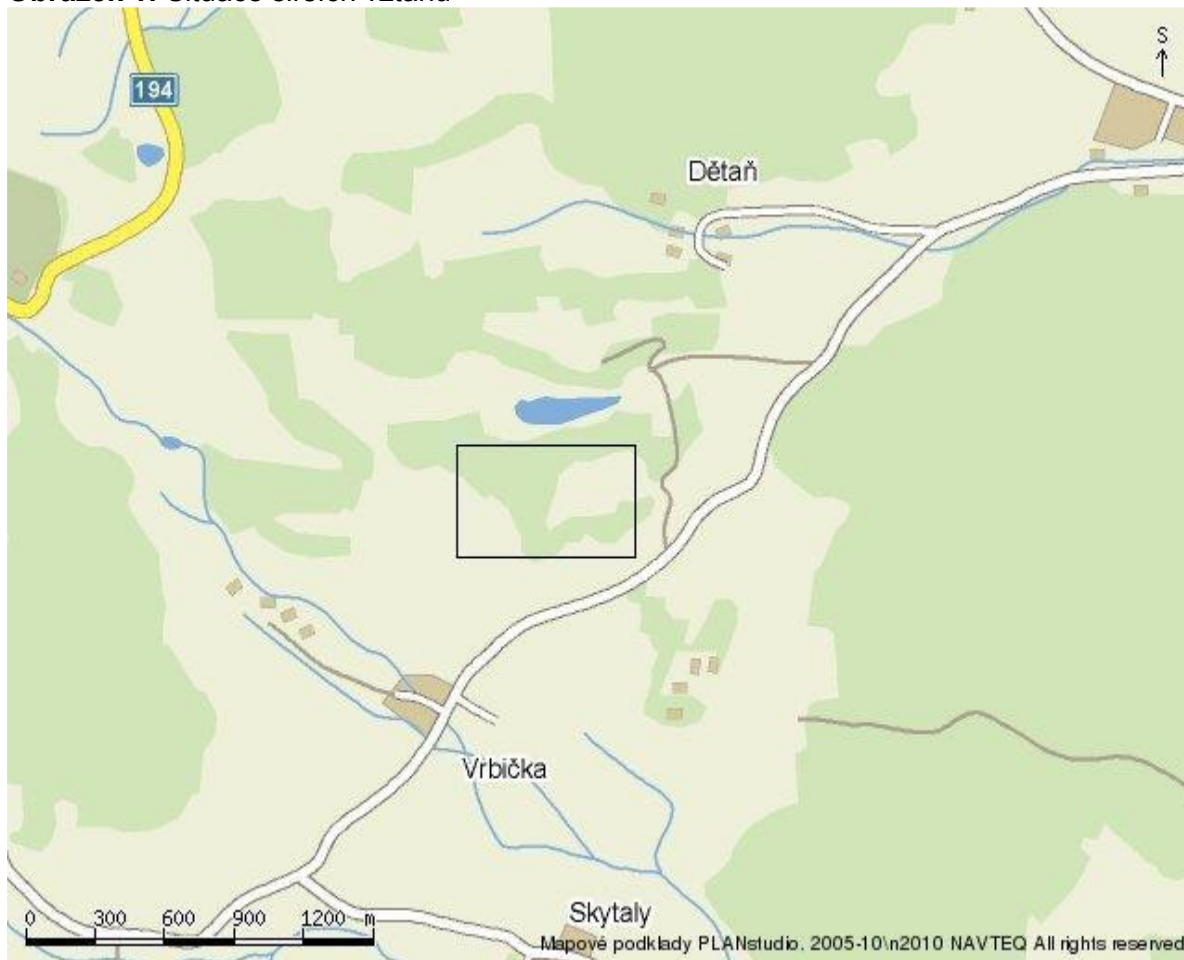 S
194
Dětaň
Vrbička
0 300 600 900 1200 m
Skytaly
Mapové podklady PLANstudio, 2005-10\n2010 NAVTEQ All rights reserved